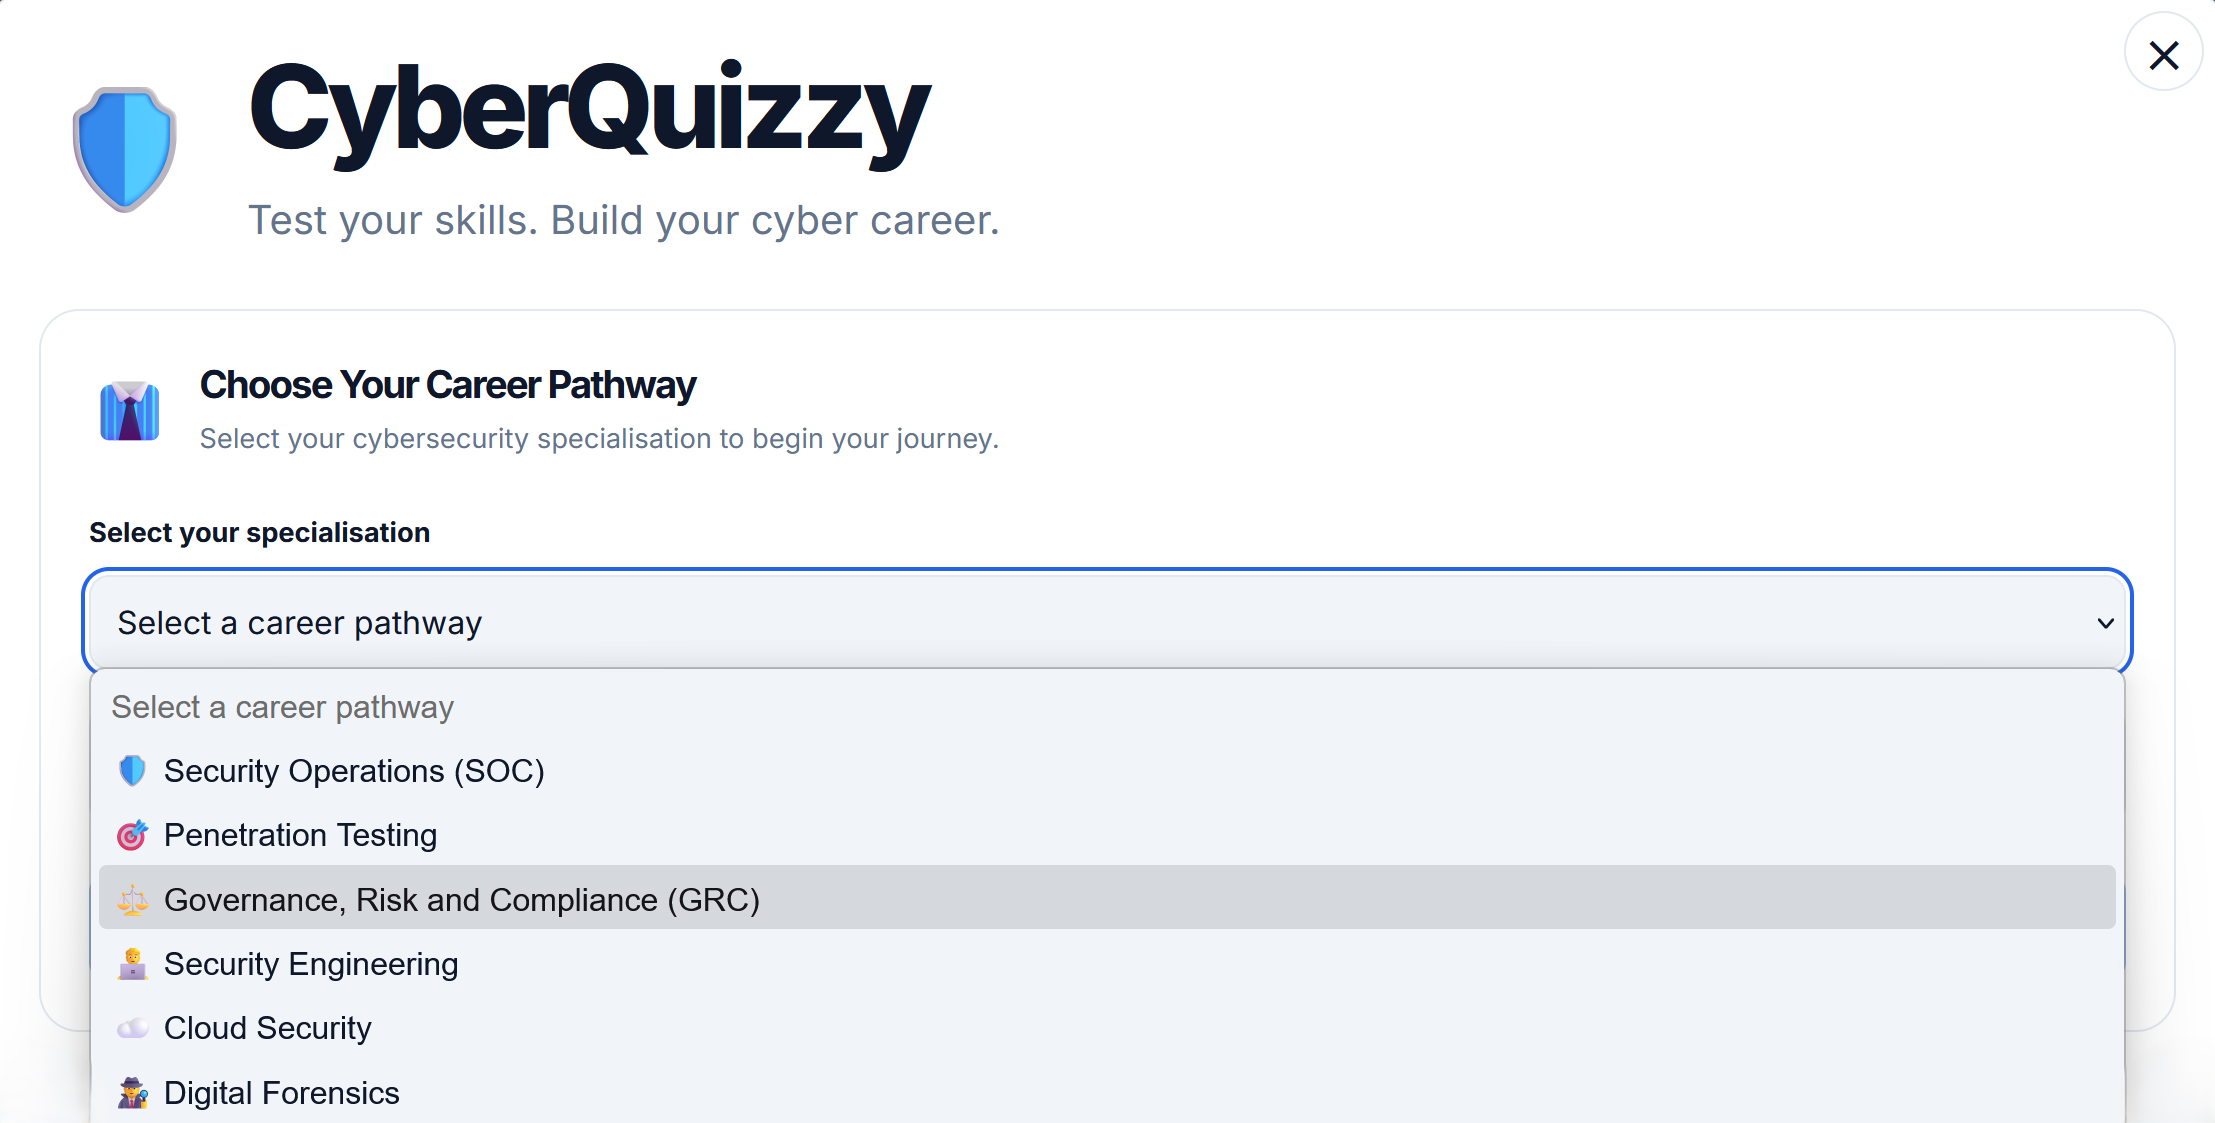 CyberQuizzy
Test your skills. Build your cyber career.
Choose Your Career Pathway
Select your cybersecurity specialisation to begin your journey.
Select your specialisation
Select a career pathway
Select a career pathway
Security Operations (SOC)
Penetration Testing
Governance, Risk and Compliance (GRC)
Security Engineering
Cloud Security
Digital Forensics